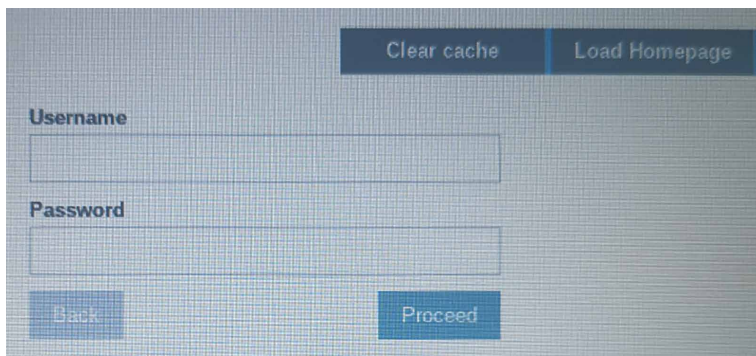 Clear cache
Load Homepage
Username
Password
Back
Proceed